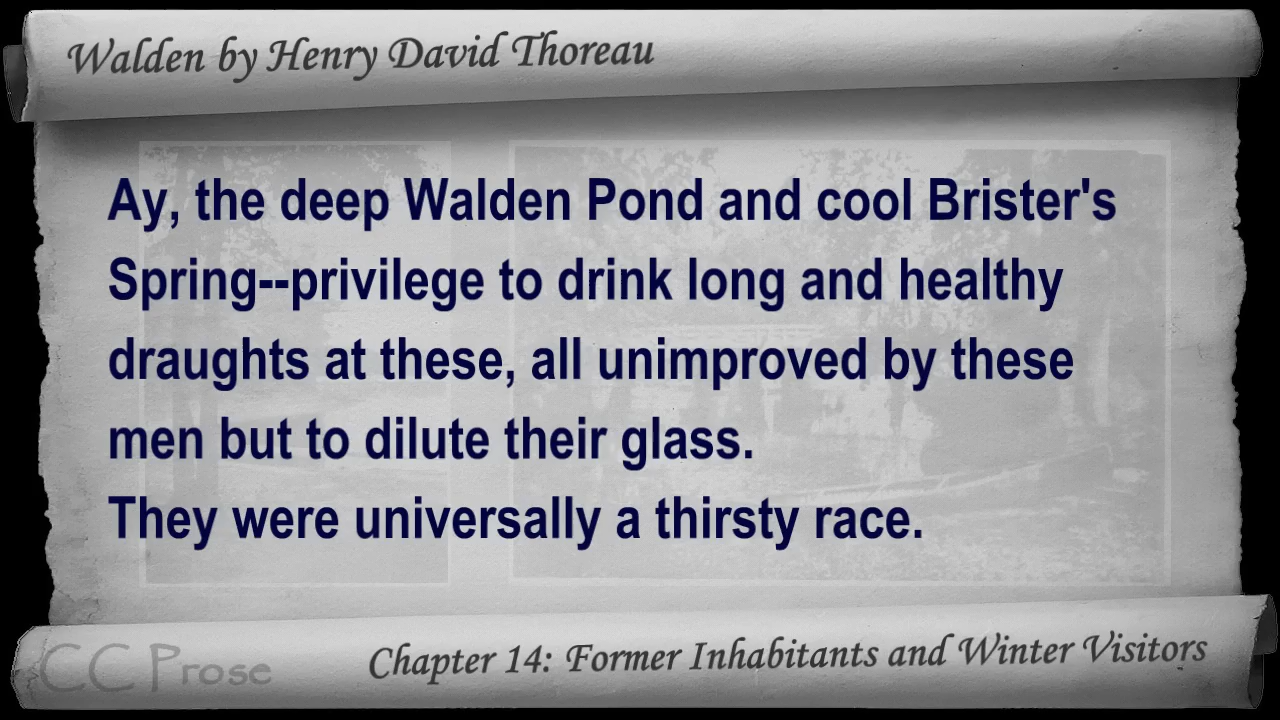 Walden by Henry David Thoreau
Ay, the deep Walden Pond and cool Brister's
Spring--privilege to drink long and healthy
draughts at these, all unimproved by these
men but to dilute their glass.
They were universally a thirsty race.
CC Prose
Chapter 14: Former Inhabitants and Winter Visitors